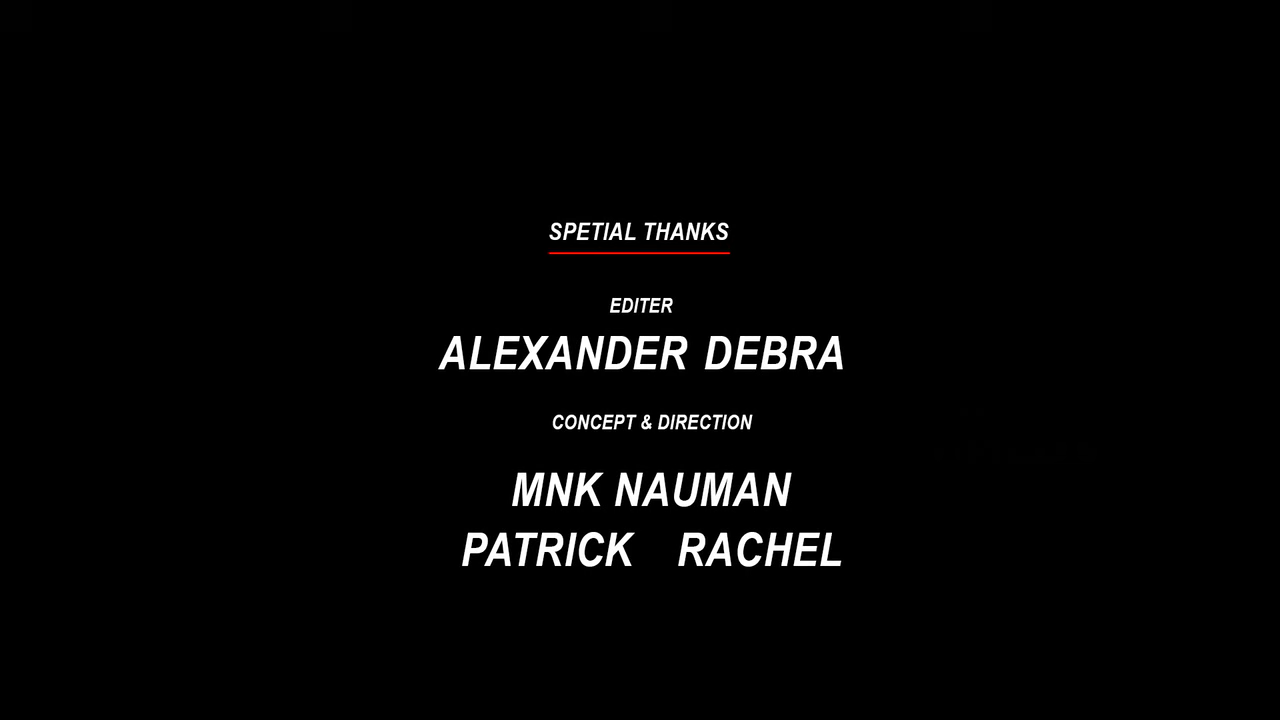 SPETIAL THANKS
EDITER
ALEXANDER DEBRA
CONCEPT & DIRECTION
MNK NAUMAN
PATRICK RACHEL